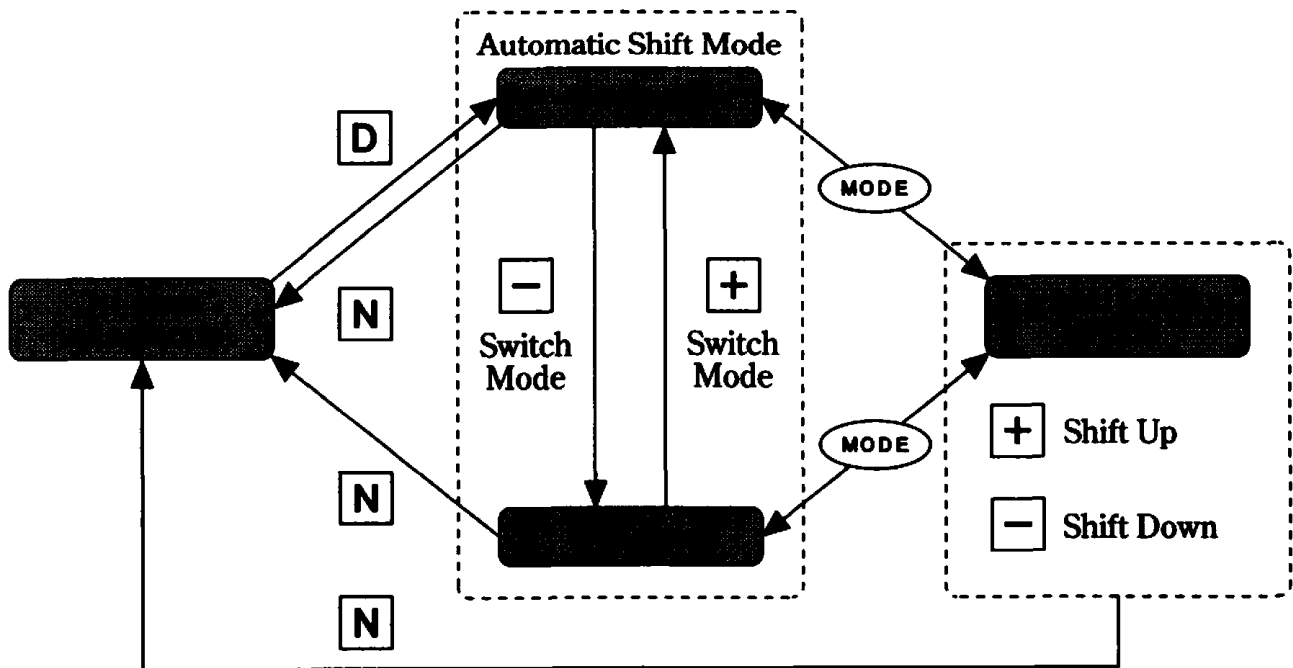 Automatic Shift Mode
D
MODE
N
−
+
Switch
Mode
Switch
Mode
MODE
+ Shift Up
N
− Shift Down
N